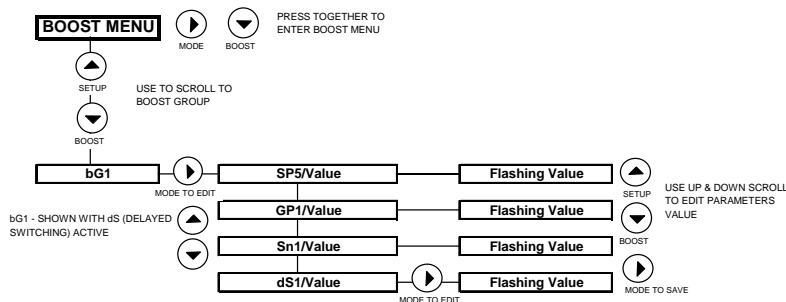 BOOST MENU
PRESS TOGETHER TO
ENTER BOOST MENU
MODE
BOOST
SETUP
USE TO SCROLL TO
BOOST GROUP
BOOST
bG1
MODE TO EDIT
SP5/Value
Flashing Value
SETUP
USE UP & DOWN SCROLL
TO EDIT PARAMETERS
VALUE
bG1 - SHOWN WITH dS (DELAYED
SWITCHING) ACTIVE
GP1/Value
Flashing Value
BOOST
Sn1/Value
Flashing Value
dS1/Value
MODE TO EDIT
Flashing Value
MODE TO SAVE